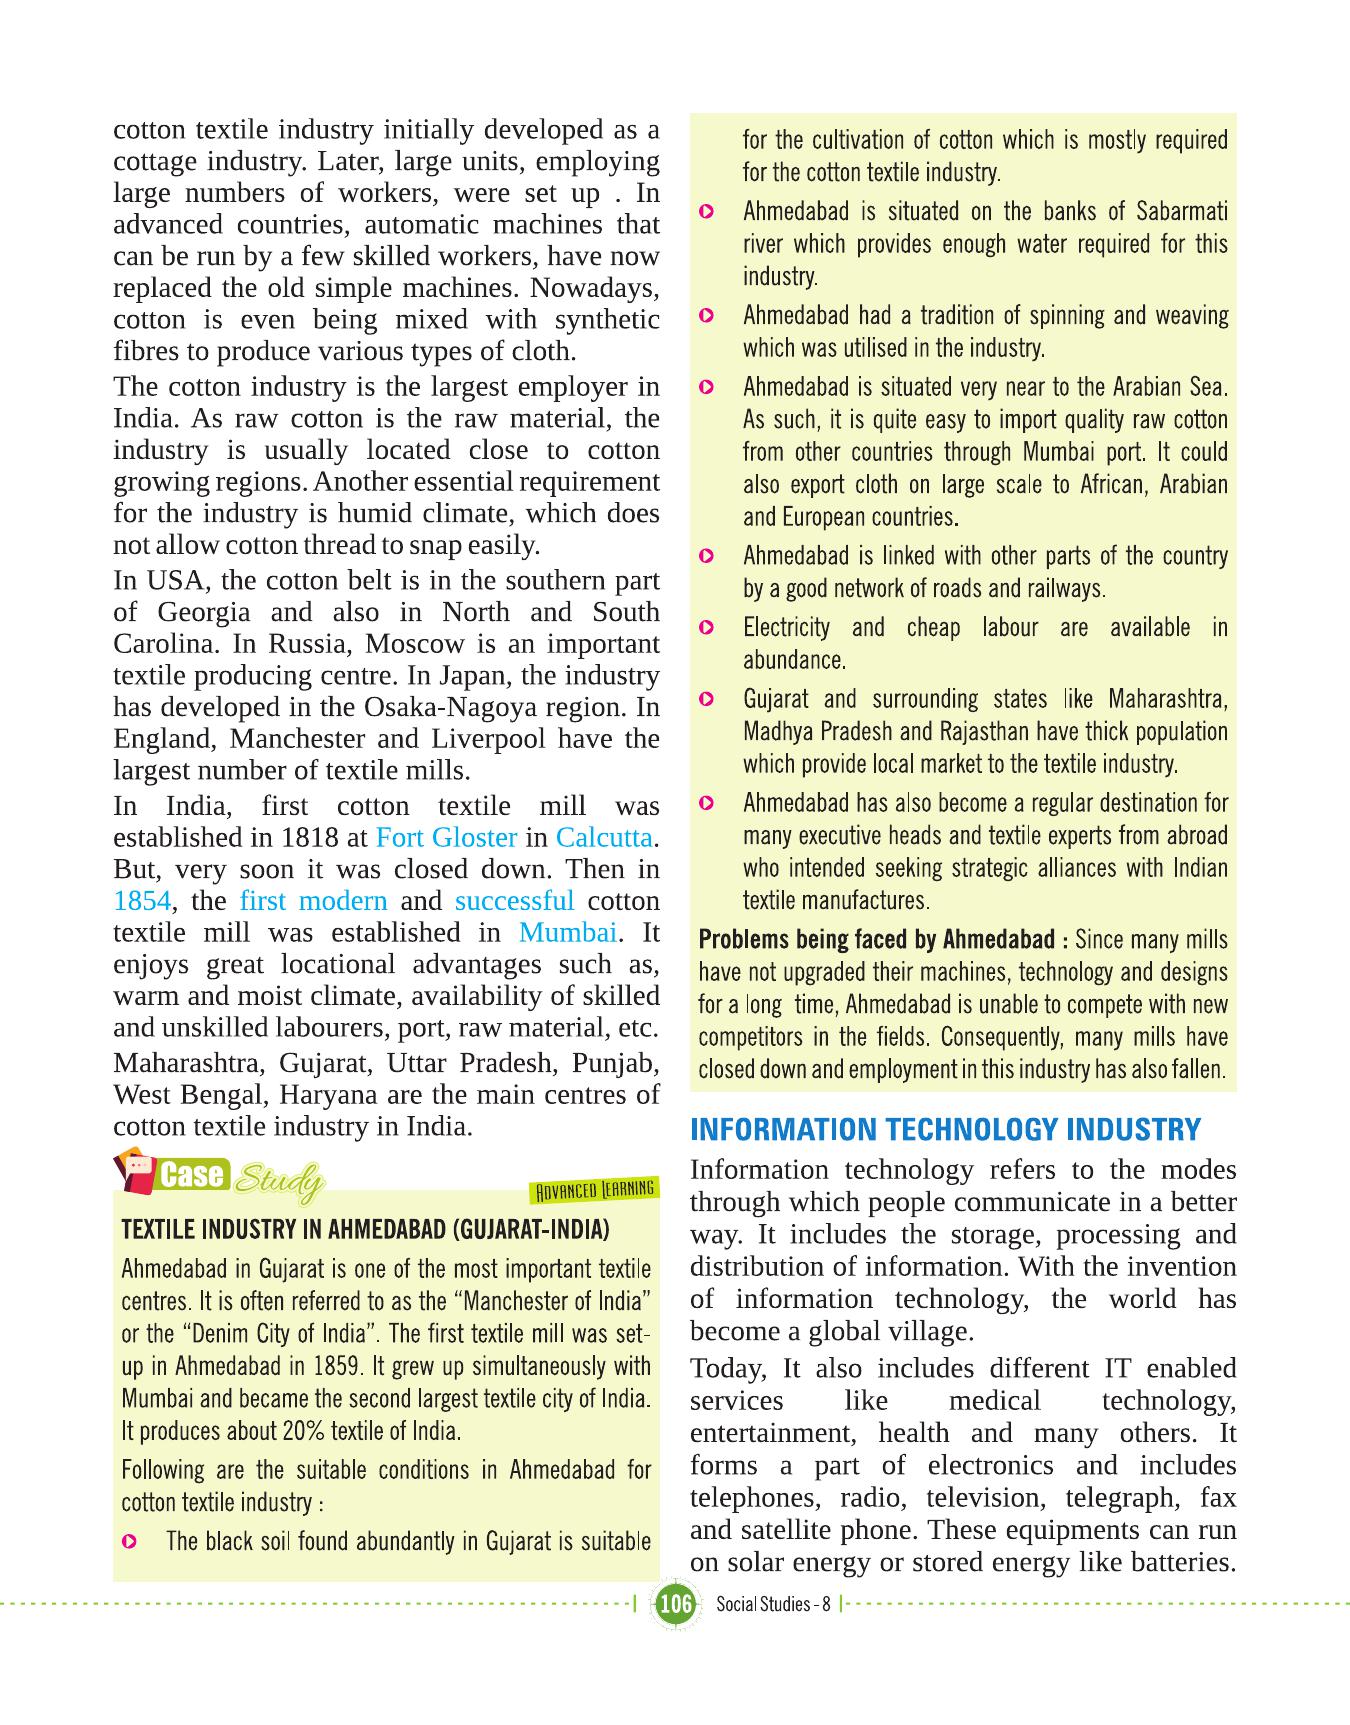 cotton textile industry initially developed as a
cottage industry. Later, large units, employing
large numbers of workers, were set up . In
advanced countries, automatic machines that
can be run by a few skilled workers, have now
replaced the old simple machines. Nowadays,
cotton is even being mixed with synthetic
fibres to produce various types of cloth.
The cotton industry is the largest employer in
India. As raw cotton is the raw material, the
industry is usually located close to cotton
growing regions. Another essential requirement
for the industry is humid climate, which does
not allow cotton thread to snap easily.
In USA, the cotton belt is in the southern part
of Georgia and also in North and South
Carolina. In Russia, Moscow is an important
textile producing centre. In Japan, the industry
has developed in the Osaka-Nagoya region. In
England, Manchester and Liverpool have the
largest number of textile mills.
In India, first cotton textile mill was
established in 1818 at Fort Gloster in Calcutta.
But, very soon it was closed down. Then in
1854, the first modern and successful cotton
textile mill was established in Mumbai. It
enjoys great locational advantages such as,
warm and moist climate, availability of skilled
and unskilled labourers, port, raw material, etc.
Maharashtra, Gujarat, Uttar Pradesh, Punjab,
West Bengal, Haryana are the main centres of
cotton textile industry in India.
Case Study
ADVANCED LEARNING
TEXTILE INDUSTRY IN AHMEDABAD (GUJARAT-INDIA)
Ahmedabad in Gujarat is one of the most important textile
centres. It is often referred to as the “Manchester of India”
or the “Denim City of India”. The first textile mill was set-
up in Ahmedabad in 1859. It grew up simultaneously with
Mumbai and became the second largest textile city of India.
It produces about 20% textile of India.
Following are the suitable conditions in Ahmedabad for
cotton textile industry :
The black soil found abundantly in Gujarat is suitable
for the cultivation of cotton which is mostly required
for the cotton textile industry.
Ahmedabad is situated on the banks of Sabarmati
river which provides enough water required for this
industry.
Ahmedabad had a tradition of spinning and weaving
which was utilised in the industry.
Ahmedabad is situated very near to the Arabian Sea.
As such, it is quite easy to import quality raw cotton
from other countries through Mumbai port. It could
also export cloth on large scale to African, Arabian
and European countries.
Ahmedabad is linked with other parts of the country
by a good network of roads and railways.
Electricity and cheap labour are available in
abundance.
Gujarat and surrounding states like Maharashtra,
Madhya Pradesh and Rajasthan have thick population
which provide local market to the textile industry.
Ahmedabad has also become a regular destination for
many executive heads and textile experts from abroad
who intended seeking strategic alliances with Indian
textile manufactures.
Problems being faced by Ahmedabad : Since many mills
have not upgraded their machines, technology and designs
for a long time, Ahmedabad is unable to compete with new
competitors in the fields. Consequently, many mills have
closed down and employment in this industry has also fallen.
INFORMATION TECHNOLOGY INDUSTRY
Information technology refers to the modes
through which people communicate in a better
way. It includes the storage, processing and
distribution of information. With the invention
of information technology, the world has
become a global village.
Today, It also includes different IT enabled
services like medical technology,
entertainment, health and many others. It
forms a part of electronics and includes
telephones, radio, television, telegraph, fax
and satellite phone. These equipments can run
on solar energy or stored energy like batteries.
106 Social Studies - 8